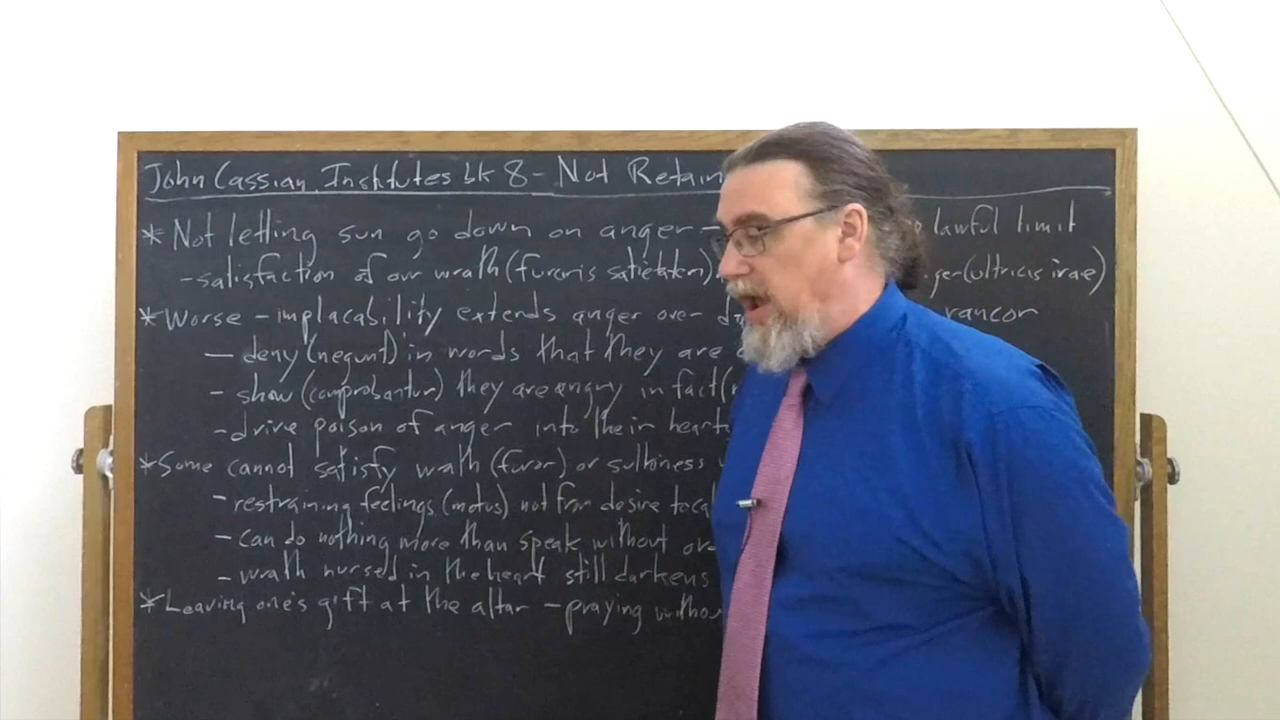 John Cassian, Institutes bk 8 - Not Retain
* Not letting sun go down on anger - lawful limit
- satisfaction of our wrath (furoris satietatem) (ultricis irae)
* Worse - implacability extends anger over rancor
- deny (negunt) in words that they are
- show (comprobantur) they are angry in fact
- drive poison of anger into their heart
* Some cannot satisfy wrath (furor) or sulkiness
- restraining feelings (motus) not from desire to
- can do nothing more than speak without
- wrath nursed in the heart still darkens
* Leaving one's gift at the altar - praying